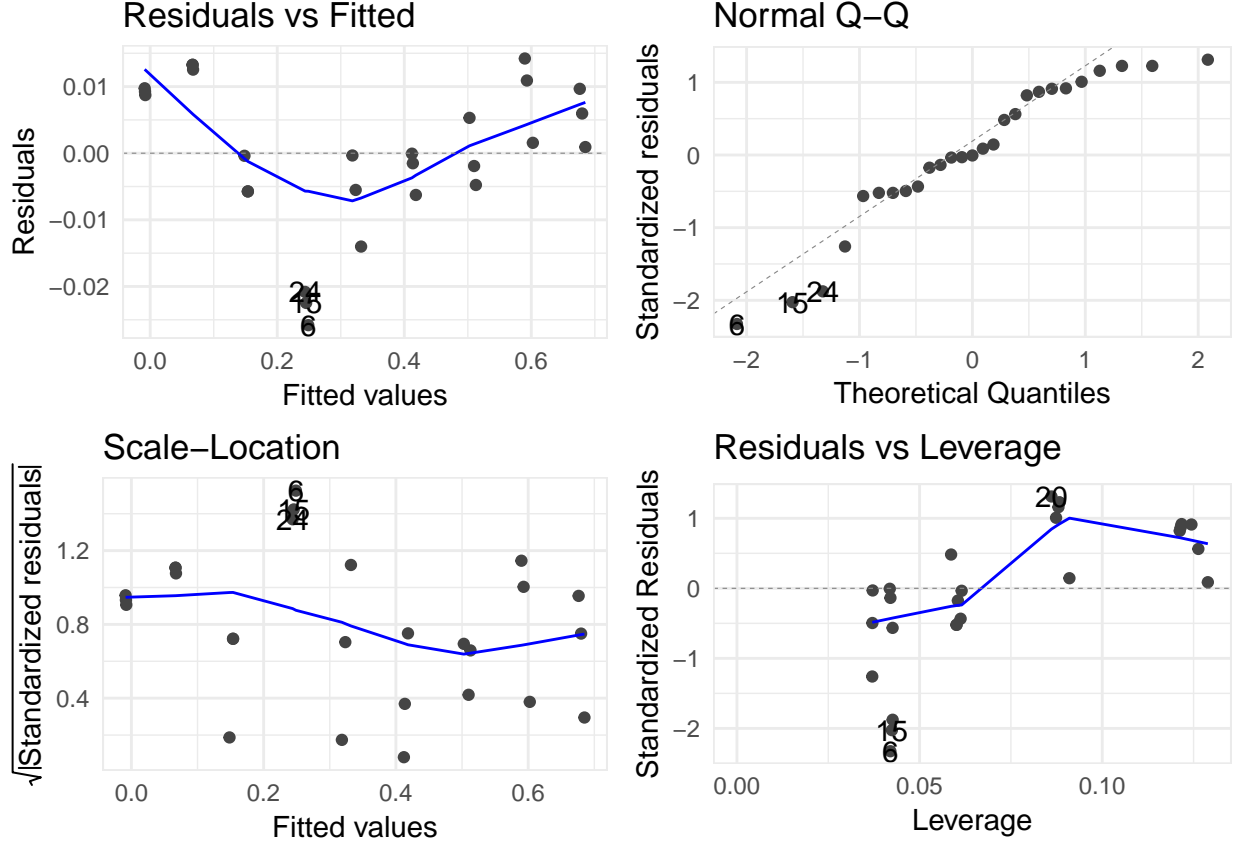 Residuals vs Fitted
Residuals
0.01
0.00
−0.01
−0.02
24
15
6
0.0 0.2 0.4 0.6
Fitted values
Normal Q−Q
Standardized residuals
1
0
−1
−2
6
15
24
−2 −1 0 1 2
Theoretical Quantiles
Scale−Location
√|Standardized residuals|
1.2
0.8
0.4
6
15
24
0.0 0.2 0.4 0.6
Fitted values
Residuals vs Leverage
Standardized Residuals
1
0
−1
−2
20
15
6
0.00 0.05 0.10
Leverage